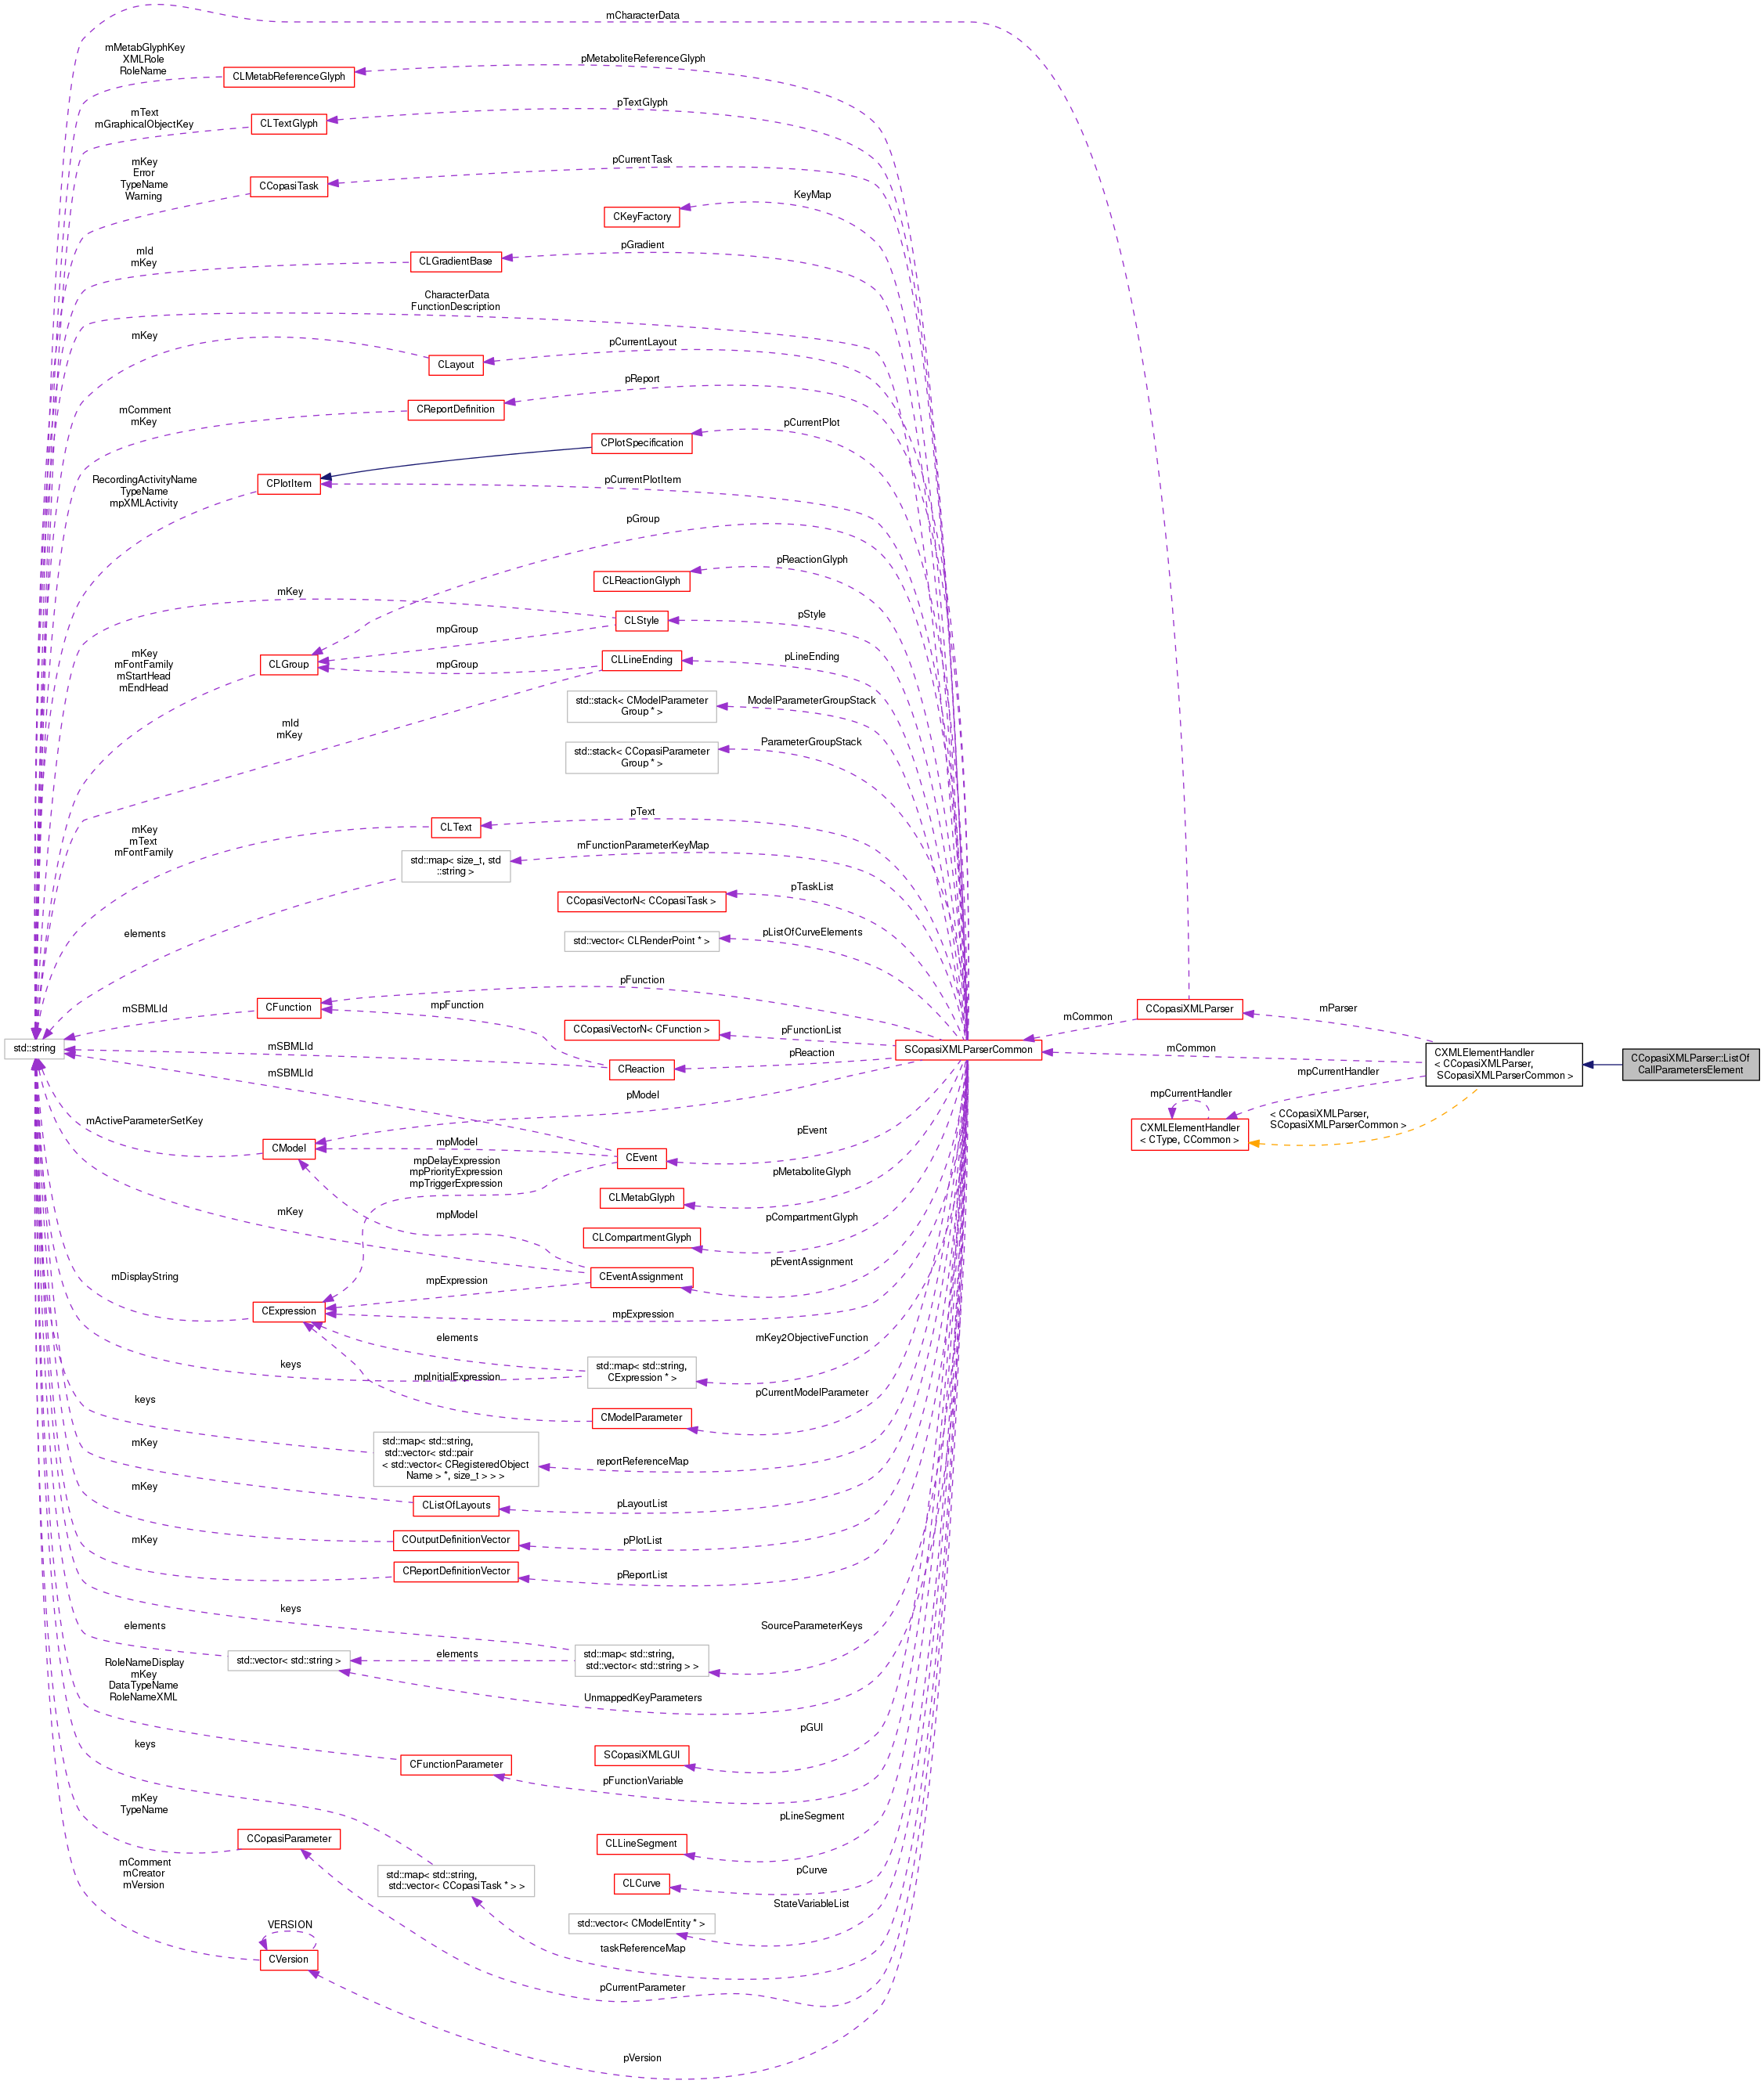 mCharacterData
mMetabGlyphKey
XMLRole
RoleName
CLMetabReferenceGlyph
pMetaboliteReferenceGlyph
mText
mGraphicalObjectKey
CLTextGlyph
pTextGlyph
mKey
Error
TypeName
Warning
CCopasiTask
pCurrentTask
KeyMap
CKeyFactory
mId
mKey
CLGradientBase
pGradient
CharacterData
FunctionDescription
mKey
CLayout
pCurrentLayout
pReport
mComment
mKey
CReportDefinition
pCurrentPlot
CPlotSpecification
RecordingActivityName
TypeName
mpXMLActivity
CPlotItem
pCurrentPlotItem
pGroup
pReactionGlyph
CLReactionGlyph
mKey
CLStyle
pStyle
mpGroup
mKey
mFontFamily
mStartHead
mEndHead
CLGroup
mpGroup
CLLineEnding
pLineEnding
std::stack< CModelParameter
Group * >
ModelParameterGroupStack
mId
mKey
std::stack< CCopasiParameter
Group * >
ParameterGroupStack
mKey
mText
mFontFamily
CLText
pText
std::map< size_t, std
::string >
mFunctionParameterKeyMap
CCopasiVectorN< CCopasiTask >
pTaskList
elements
std::vector< CLRenderPoint * >
pListOfCurveElements
mSBMLId
CFunction
pFunction
mpFunction
CCopasiVectorN< CFunction >
pFunctionList
CCopasiXMLParser
mCommon
mParser
std::string
mSBMLId
SCopasiXMLParserCommon
mCommon
CXMLElementHandler
< CCopasiXMLParser,
SCopasiXMLParserCommon >
CCopasiXMLParser::ListOf
CallParametersElement
CReaction
pReaction
mSBMLId
pModel
mpCurrentHandler
mpCurrentHandler
< CCopasiXMLParser,
SCopasiXMLParserCommon >
CXMLElementHandler
< CType, CCommon >
mActiveParameterSetKey
CModel
mpModel
CEvent
pEvent
mpDelayExpression
mpPriorityExpression
mpTriggerExpression
CLMetabGlyph
pMetaboliteGlyph
mKey
mpModel
CLCompartmentGlyph
pCompartmentGlyph
mDisplayString
CEventAssignment
pEventAssignment
mpExpression
CExpression
mpExpression
elements
mKey2ObjectiveFunction
keys
std::map< std::string,
CExpression * >
mpInitialExpression
CModelParameter
pCurrentModelParameter
keys
std::map< std::string,
std::vector< std::pair
< std::vector< CRegisteredObject
Name > *, size_t > > >
reportReferenceMap
mKey
CListOfLayouts
pLayoutList
mKey
COutputDefinitionVector
pPlotList
mKey
CReportDefinitionVector
pReportList
keys
SourceParameterKeys
elements
std::vector< std::string >
elements
std::map< std::string,
std::vector< std::string > >
UnmappedKeyParameters
RoleNameDisplay
mKey
DataTypeName
RoleNameXML
pGUI
SCopasiXMLGUI
keys
CFunctionParameter
pFunctionVariable
mKey
TypeName
CCopasiParameter
pLineSegment
CLLineSegment
std::map< std::string,
std::vector< CCopasiTask * > >
pCurve
CLCurve
mComment
mCreator
mVersion
StateVariableList
std::vector< CModelEntity * >
VERSION
CVersion
taskReferenceMap
pCurrentParameter
pVersion